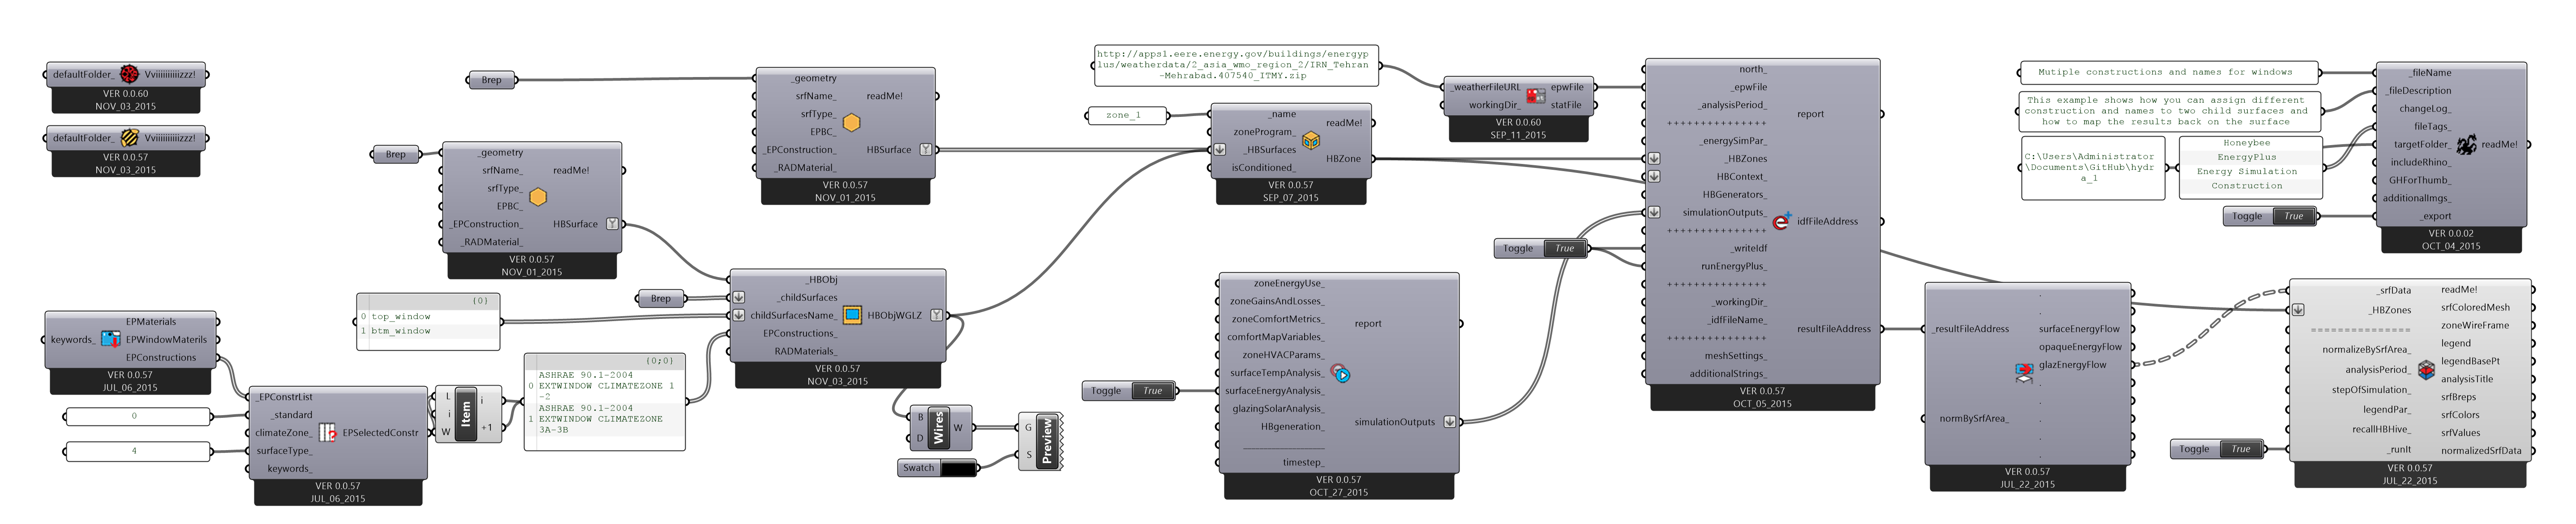 defaultFolder_ Vviiiiiiiiiizzz!
VER 0.0.60
NOV_03_2015
defaultFolder_ Vviiiiiiiiiizzz!
VER 0.0.57
NOV_03_2015
Brep
_geometry
srfName_ readMe!
srfType_
EPBC_
_EPConstruction_ HBSurface
_RADMaterial_
VER 0.0.57
NOV_01_2015
Brep
_geometry
srfName_ readMe!
srfType_
EPBC_
_EPConstruction_ HBSurface
_RADMaterial_
VER 0.0.57
NOV_01_2015
EPMaterials
keywords_ EPWindowMaterils
EPConstructions
VER 0.0.57
JUL_06_2015
0
4
_EPConstrList
_standard
climateZone_ EPSelectedConstr
surfaceType_
keywords_
VER 0.0.57
JUL_06_2015
L i
i Item
W +1
{0}
0 top_window
1 btm_window
{0;0}
ASHRAE 90.1-2004
0 EXTWINDOW CLIMATEZONE 1
-2
ASHRAE 90.1-2004
1 EXTWINDOW CLIMATEZONE
3A-3B
Brep
_HBObj
_childSurfaces
childSurfacesName_ HBObjWGLZ
EPConstructions_
RADMaterials_
VER 0.0.57
NOV_03_2015
B Wires W
D
Swatch
G Preview
S
http://apps1.eere.energy.gov/buildings/energyp
lus/weatherdata/2_asia_wmo_region_2/IRN_Tehran
-Mehrabad.407540_ITMY.zip
zone_1
_name
zoneProgram_ readMe!
_HBSurfaces
isConditioned_ HBZone
VER 0.0.57
SEP_07_2015
_weatherFileURL epwFile
workingDir_ statFile
VER 0.0.60
SEP_11_2015
Toggle True
zoneEnergyUse_
zoneGainsAndLosses_
zoneComfortMetrics_ report
comfortMapVariables_
zoneHVACParams_
surfaceTempAnalysis_
surfaceEnergyAnalysis_
glazingSolarAnalysis_
HBgeneration_ simulationOutputs
____________________
timestep_
VER 0.0.57
OCT_27_2015
Toggle True
north_
_epwFile
_analysisPeriod_ report
+++++++++++++++
_energySimPar_
_HBZones
HBContext_
HBGenerators_
simulationOutputs_ idfFileAddress
+++++++++++++++
_writeIdf
runEnergyPlus_
+++++++++++++++
_workingDir_
_idfFileName_ resultFileAddress
+++++++++++++++
meshSettings_
additionalStrings_
VER 0.0.57
OCT_05_2015
.
.
_resultFileAddress surfaceEnergyFlow
opaqueEnergyFlow
glazEnergyFlow
.
.
normBySrfArea_ .
.
.
VER 0.0.57
JUL_22_2015
Mutiple constructions and names for windows
This example shows how you can assign different
construction and names to two child surfaces and
how to map the results back on the surface
C:\Users\Administrator
\Documents\GitHub\hydr
a_1
Honeybee
EnergyPlus
Energy Simulation
Construction
Toggle True
_fileName
_fileDescription
changeLog_
fileTags_
targetFolder_ readMe!
includeRhino_
GHForThumb_
additionalImgs_
_export
VER 0.0.02
OCT_04_2015
Toggle True
_srfData readMe!
_HBZones srfColoredMesh
=============== zoneWireFrame
normalizeBySrfArea_ legend
analysisPeriod_ legendBasePt
stepOfSimulation_ analysisTitle
legendPar_ srfBreps
recallHBHive_ srfColors
_runIt srfValues
normalizedSrfData
VER 0.0.57
JUL_22_2015